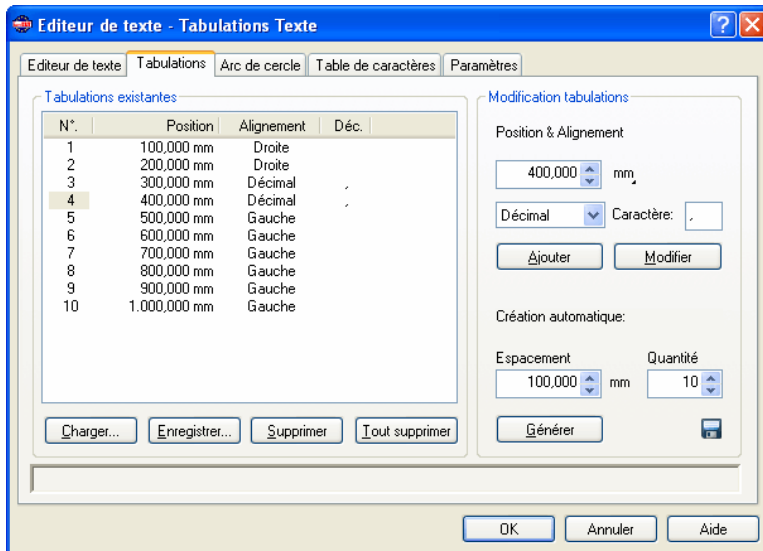 Editeur de texte - Tabulations Texte
Editeur de texte Tabulations Arc de cercle Table de caractères Paramètres
Tabulations existantes
N°. Position Alignement Déc.
1 100,000 mm Droite
2 200,000 mm Droite
3 300,000 mm Décimal ,
4 400,000 mm Décimal ,
5 500,000 mm Gauche
6 600,000 mm Gauche
7 700,000 mm Gauche
8 800,000 mm Gauche
9 900,000 mm Gauche
10 1.000,000 mm Gauche
Charger... Enregistrer... Supprimer Tout supprimer
Modification tabulations
Position & Alignement
400,000 mm
Décimal Caractère: ,
Ajouter Modifier
Création automatique:
Espacement Quantité
100,000 mm 10
Générer
OK Annuler Aide